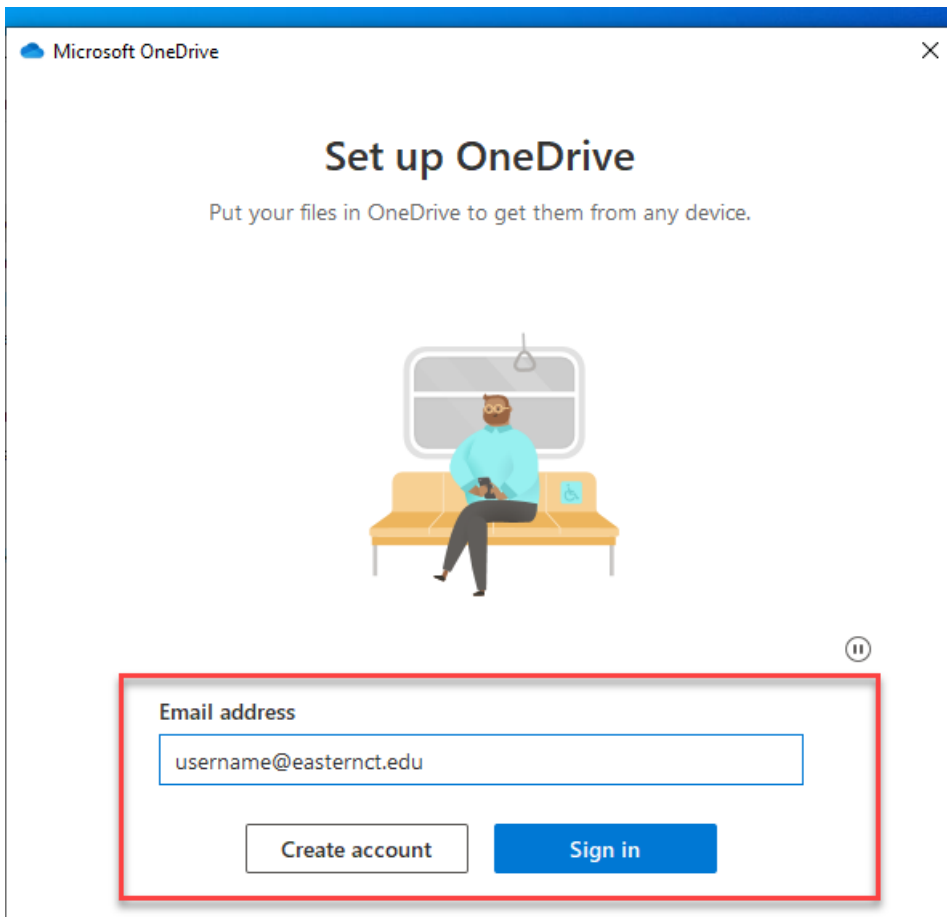 Microsoft OneDrive
Set up OneDrive
Put your files in OneDrive to get them from any device.
Email address
username@easternct.edu
Create account
Sign in